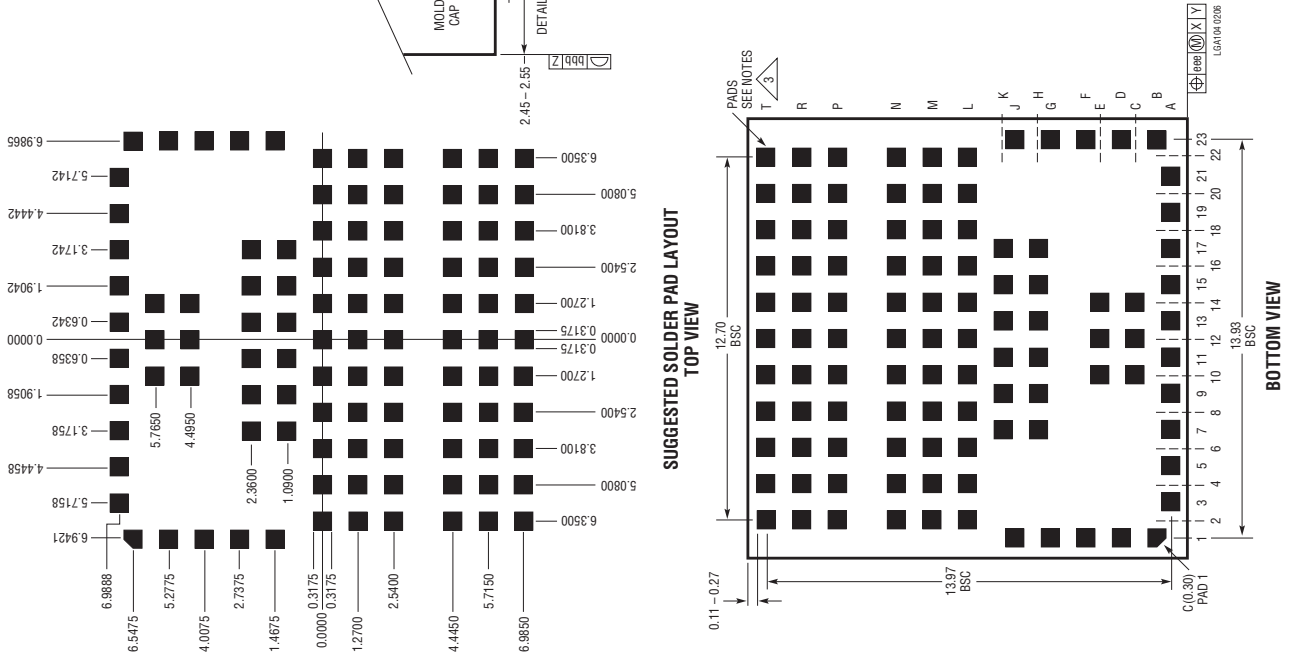 MOLD
CAP
DETAIL
2.45 – 2.55
bbb Z
6.9865
5.7142
4.4442
3.1742
1.9042
0.6342
0.0000
0.6358
1.9058
3.1758
4.4458
5.7158
6.9421
5.7650
4.4950
2.3600
1.0900
6.3500
5.0800
3.8100
2.5400
1.2700
0.3175
0.0000
0.3175
1.2700
2.5400
3.8100
5.0800
6.3500
6.9888
6.5475
5.2775
4.0075
2.7375
1.4675
0.3175
0.0000
0.3175
1.2700
2.5400
4.4450
5.7150
6.9850
SUGGESTED SOLDER PAD LAYOUT
TOP VIEW
PADS
SEE NOTES
3
T
R
P
N
M
L
K
J
H
G
F
E
D
C
B
A
eee M X Y
LGA104 0206
12.70
BSC
23
22
21
20
19
18
17
16
15
14
13
12
11
10
9
8
7
5
4
3
2
1
13.93
BSC
0.11 – 0.27
13.97
BSC
C(0.30)
PAD 1
BOTTOM VIEW